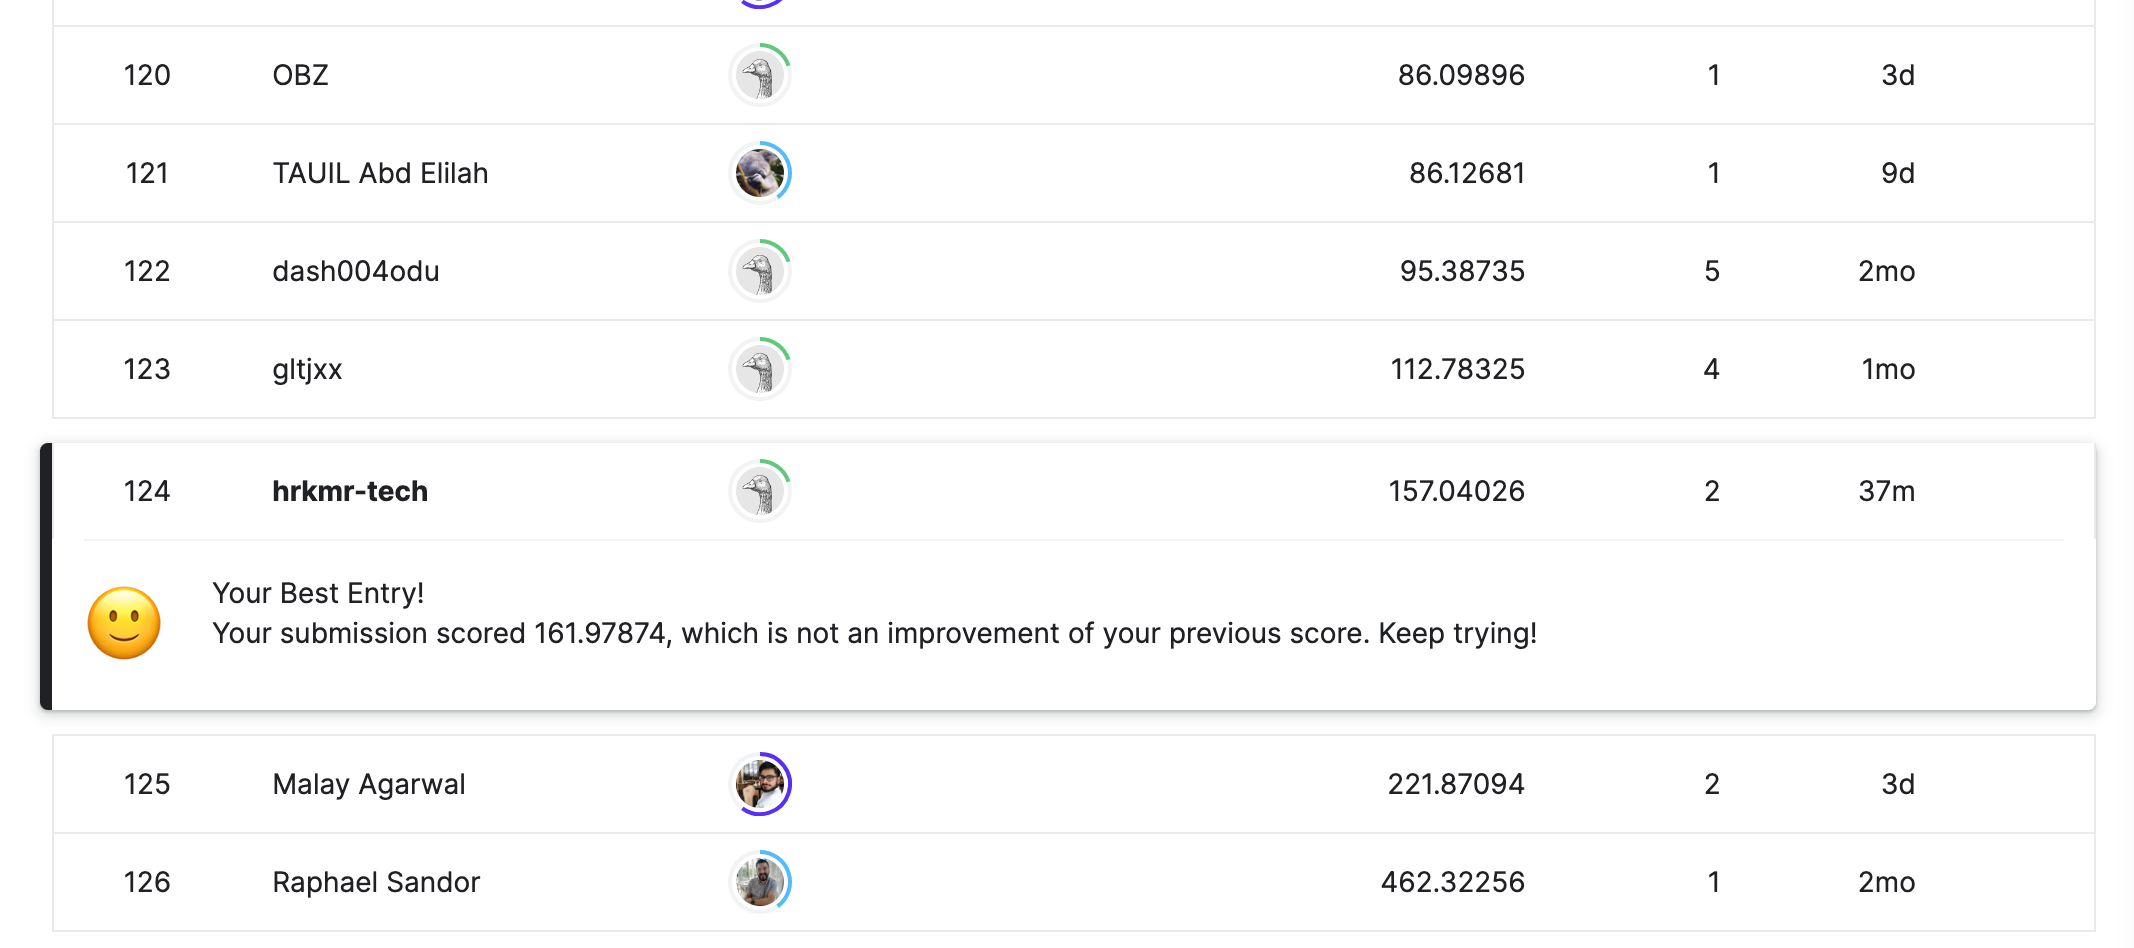 120 OBZ 86.09896 1 3d
121 TAUIL Abd Elilah 86.12681 1 9d
122 dash004odu 95.38735 5 2mo
123 gltjxx 112.78325 4 1mo
124 hrkmr-tech 157.04026 2 37m
Your Best Entry!
Your submission scored 161.97874, which is not an improvement of your previous score. Keep trying!
125 Malay Agarwal 221.87094 2 3d
126 Raphael Sandor 462.32256 1 2mo